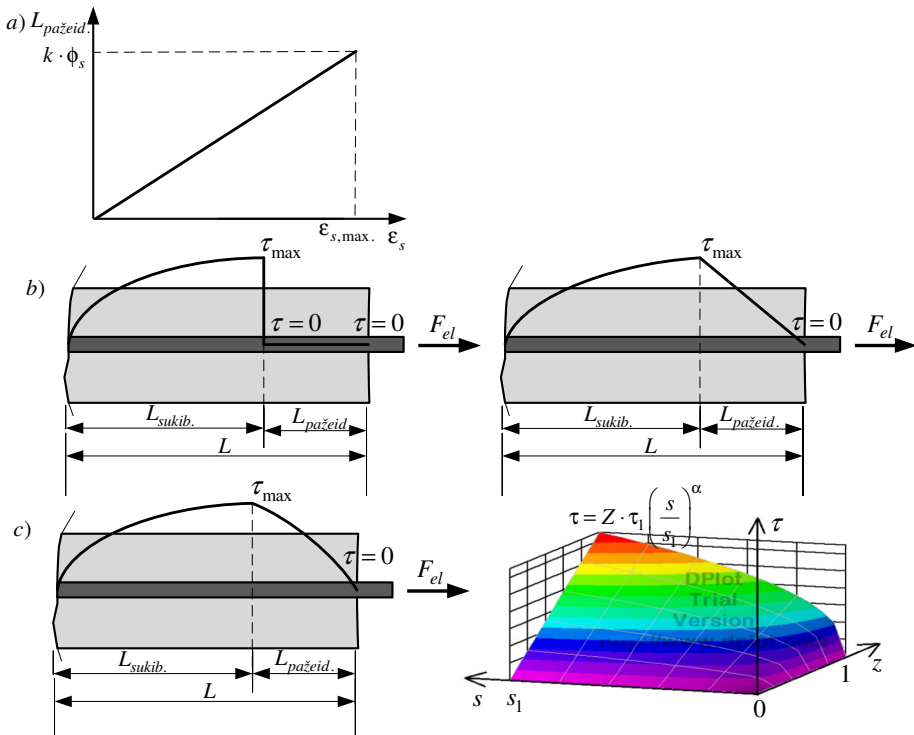 a) L_pažeid.
k · ϕ_s
ε_s,max.
ε_s
b)
τ_max
τ = 0
τ = 0
F_el
L_sukib.
L_pažeid.
L
τ_max
τ = 0
F_el
L_sukib.
L_pažeid.
L
c)
τ_max
τ = 0
F_el
L_sukib.
L_pažeid.
L
τ = Z · τ_1 (s/s_1)^α
τ
DPlot
Trial
Version
s
s_1
0
1
z